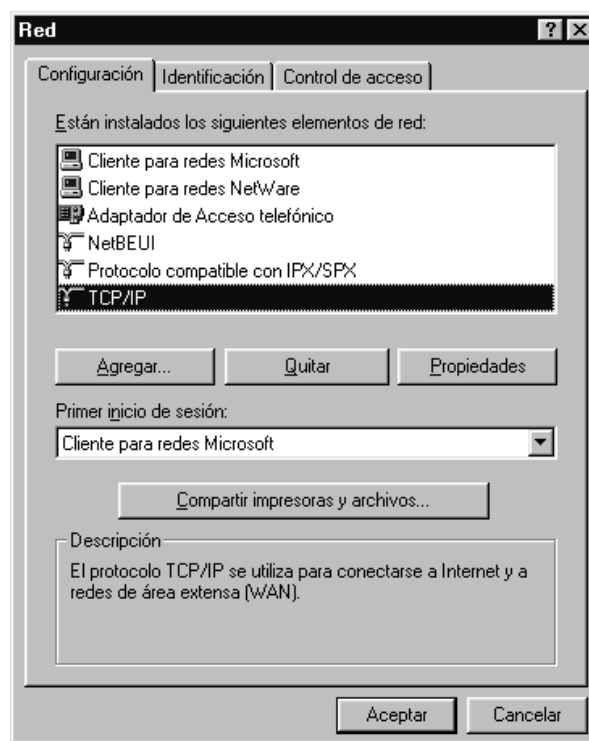 Red
Configuración Identificación Control de acceso
Están instalados los siguientes elementos de red:
Cliente para redes Microsoft
Cliente para redes NetWare
Adaptador de Acceso telefónico
NetBEUI
Protocolo compatible con IPX/SPX
TCP/IP
Agregar... Quitar Propiedades
Primer inicio de sesión:
Cliente para redes Microsoft
Compartir impresoras y archivos...
Descripción
El protocolo TCP/IP se utiliza para conectarse a Internet y a
redes de área extensa (WAN).
Aceptar Cancelar